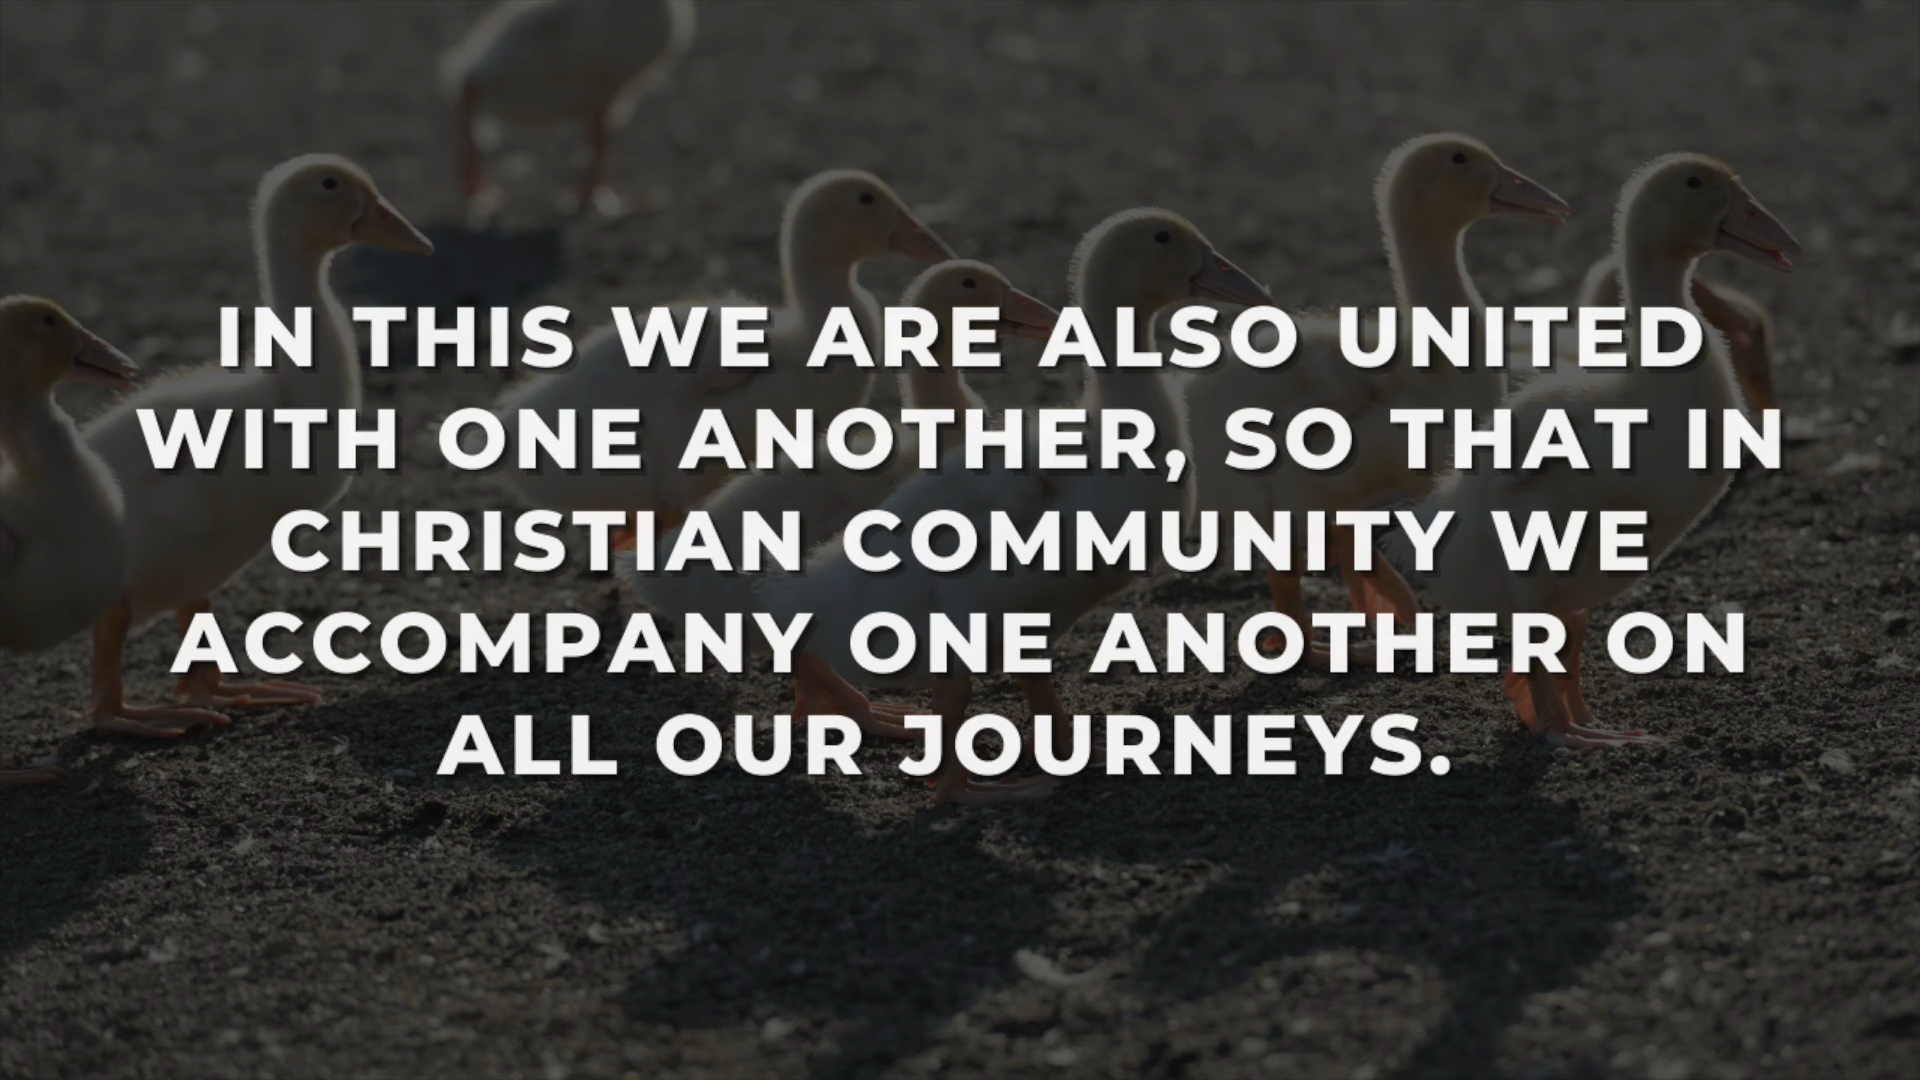 IN THIS WE ARE ALSO UNITED
WITH ONE ANOTHER, SO THAT IN
CHRISTIAN COMMUNITY WE
ACCOMPANY ONE ANOTHER ON
ALL OUR JOURNEYS.